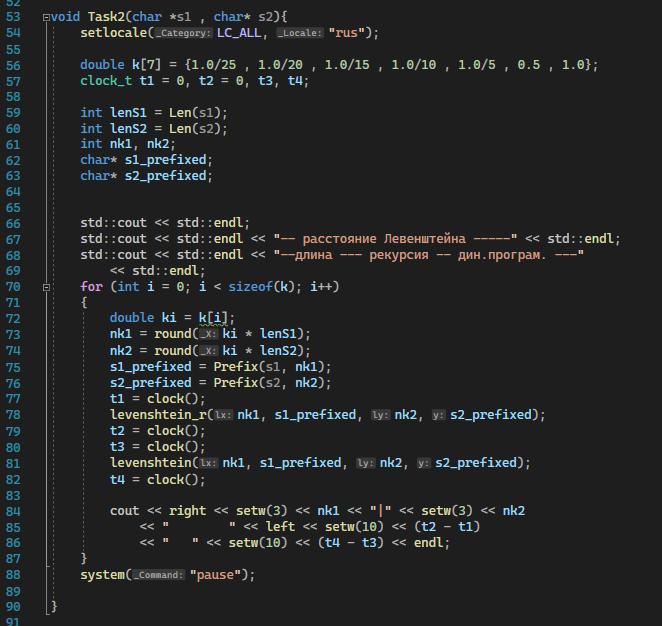 52
53 void Task2(char *s1 , char* s2){
54 setlocale(_Category: LC_ALL, _Locale: "rus");
55
56 double k[7] = {1.0/25 , 1.0/20 , 1.0/15 , 1.0/10 , 1.0/5 , 0.5 , 1.0};
57 clock_t t1 = 0, t2 = 0, t3, t4;
58
59 int lenS1 = Len(s1);
60 int lenS2 = Len(s2);
61 int nk1, nk2;
62 char* s1_prefixed;
63 char* s2_prefixed;
64
65
66 std::cout << std::endl;
67 std::cout << std::endl << "-- расстояние Левенштейна -----" << std::endl;
68 std::cout << std::endl << "--длина --- рекурсия -- дин.програм. ---"
69 << std::endl;
70 for (int i = 0; i < sizeof(k); i++)
71 {
72 double ki = k[i];
73 nk1 = round(_X: ki * lenS1);
74 nk2 = round(_X: ki * lenS2);
75 s1_prefixed = Prefix(s1, nk1);
76 s2_prefixed = Prefix(s2, nk2);
77 t1 = clock();
78 levenshtein_r(lx: nk1, s1_prefixed, ly: nk2, y: s2_prefixed);
79 t2 = clock();
80 t3 = clock();
81 levenshtein(lx: nk1, s1_prefixed, ly: nk2, y: s2_prefixed);
82 t4 = clock();
83
84 cout << right << setw(3) << nk1 << "|" << setw(3) << nk2
85 << "        " << left << setw(10) << (t2 - t1)
86 << "   " << setw(10) << (t4 - t3) << endl;
87 }
88 system(_Command: "pause");
89
90 }
91